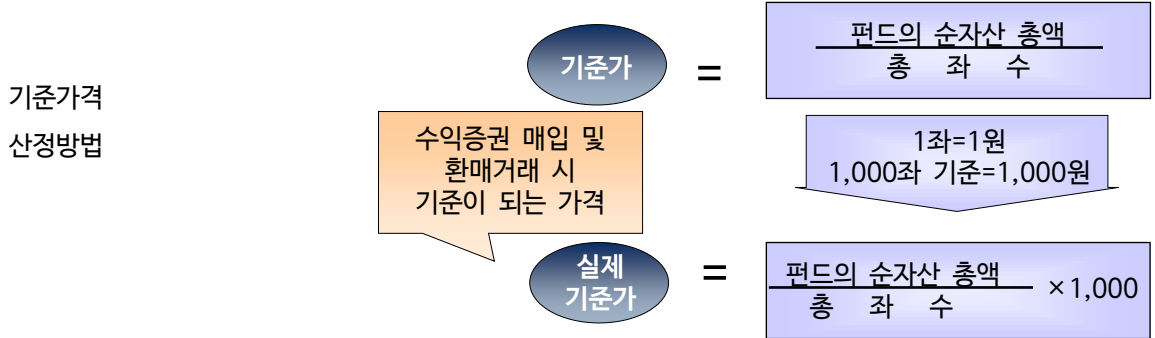 기준가격
산정방법
기준가
=
펀드의 순자산 총액
총 좌 수
수익증권 매입 및
환매거래 시
기준이 되는 가격
1좌=1원
1,000좌 기준=1,000원
실제
기준가
=
펀드의 순자산 총액
총 좌 수
×1,000